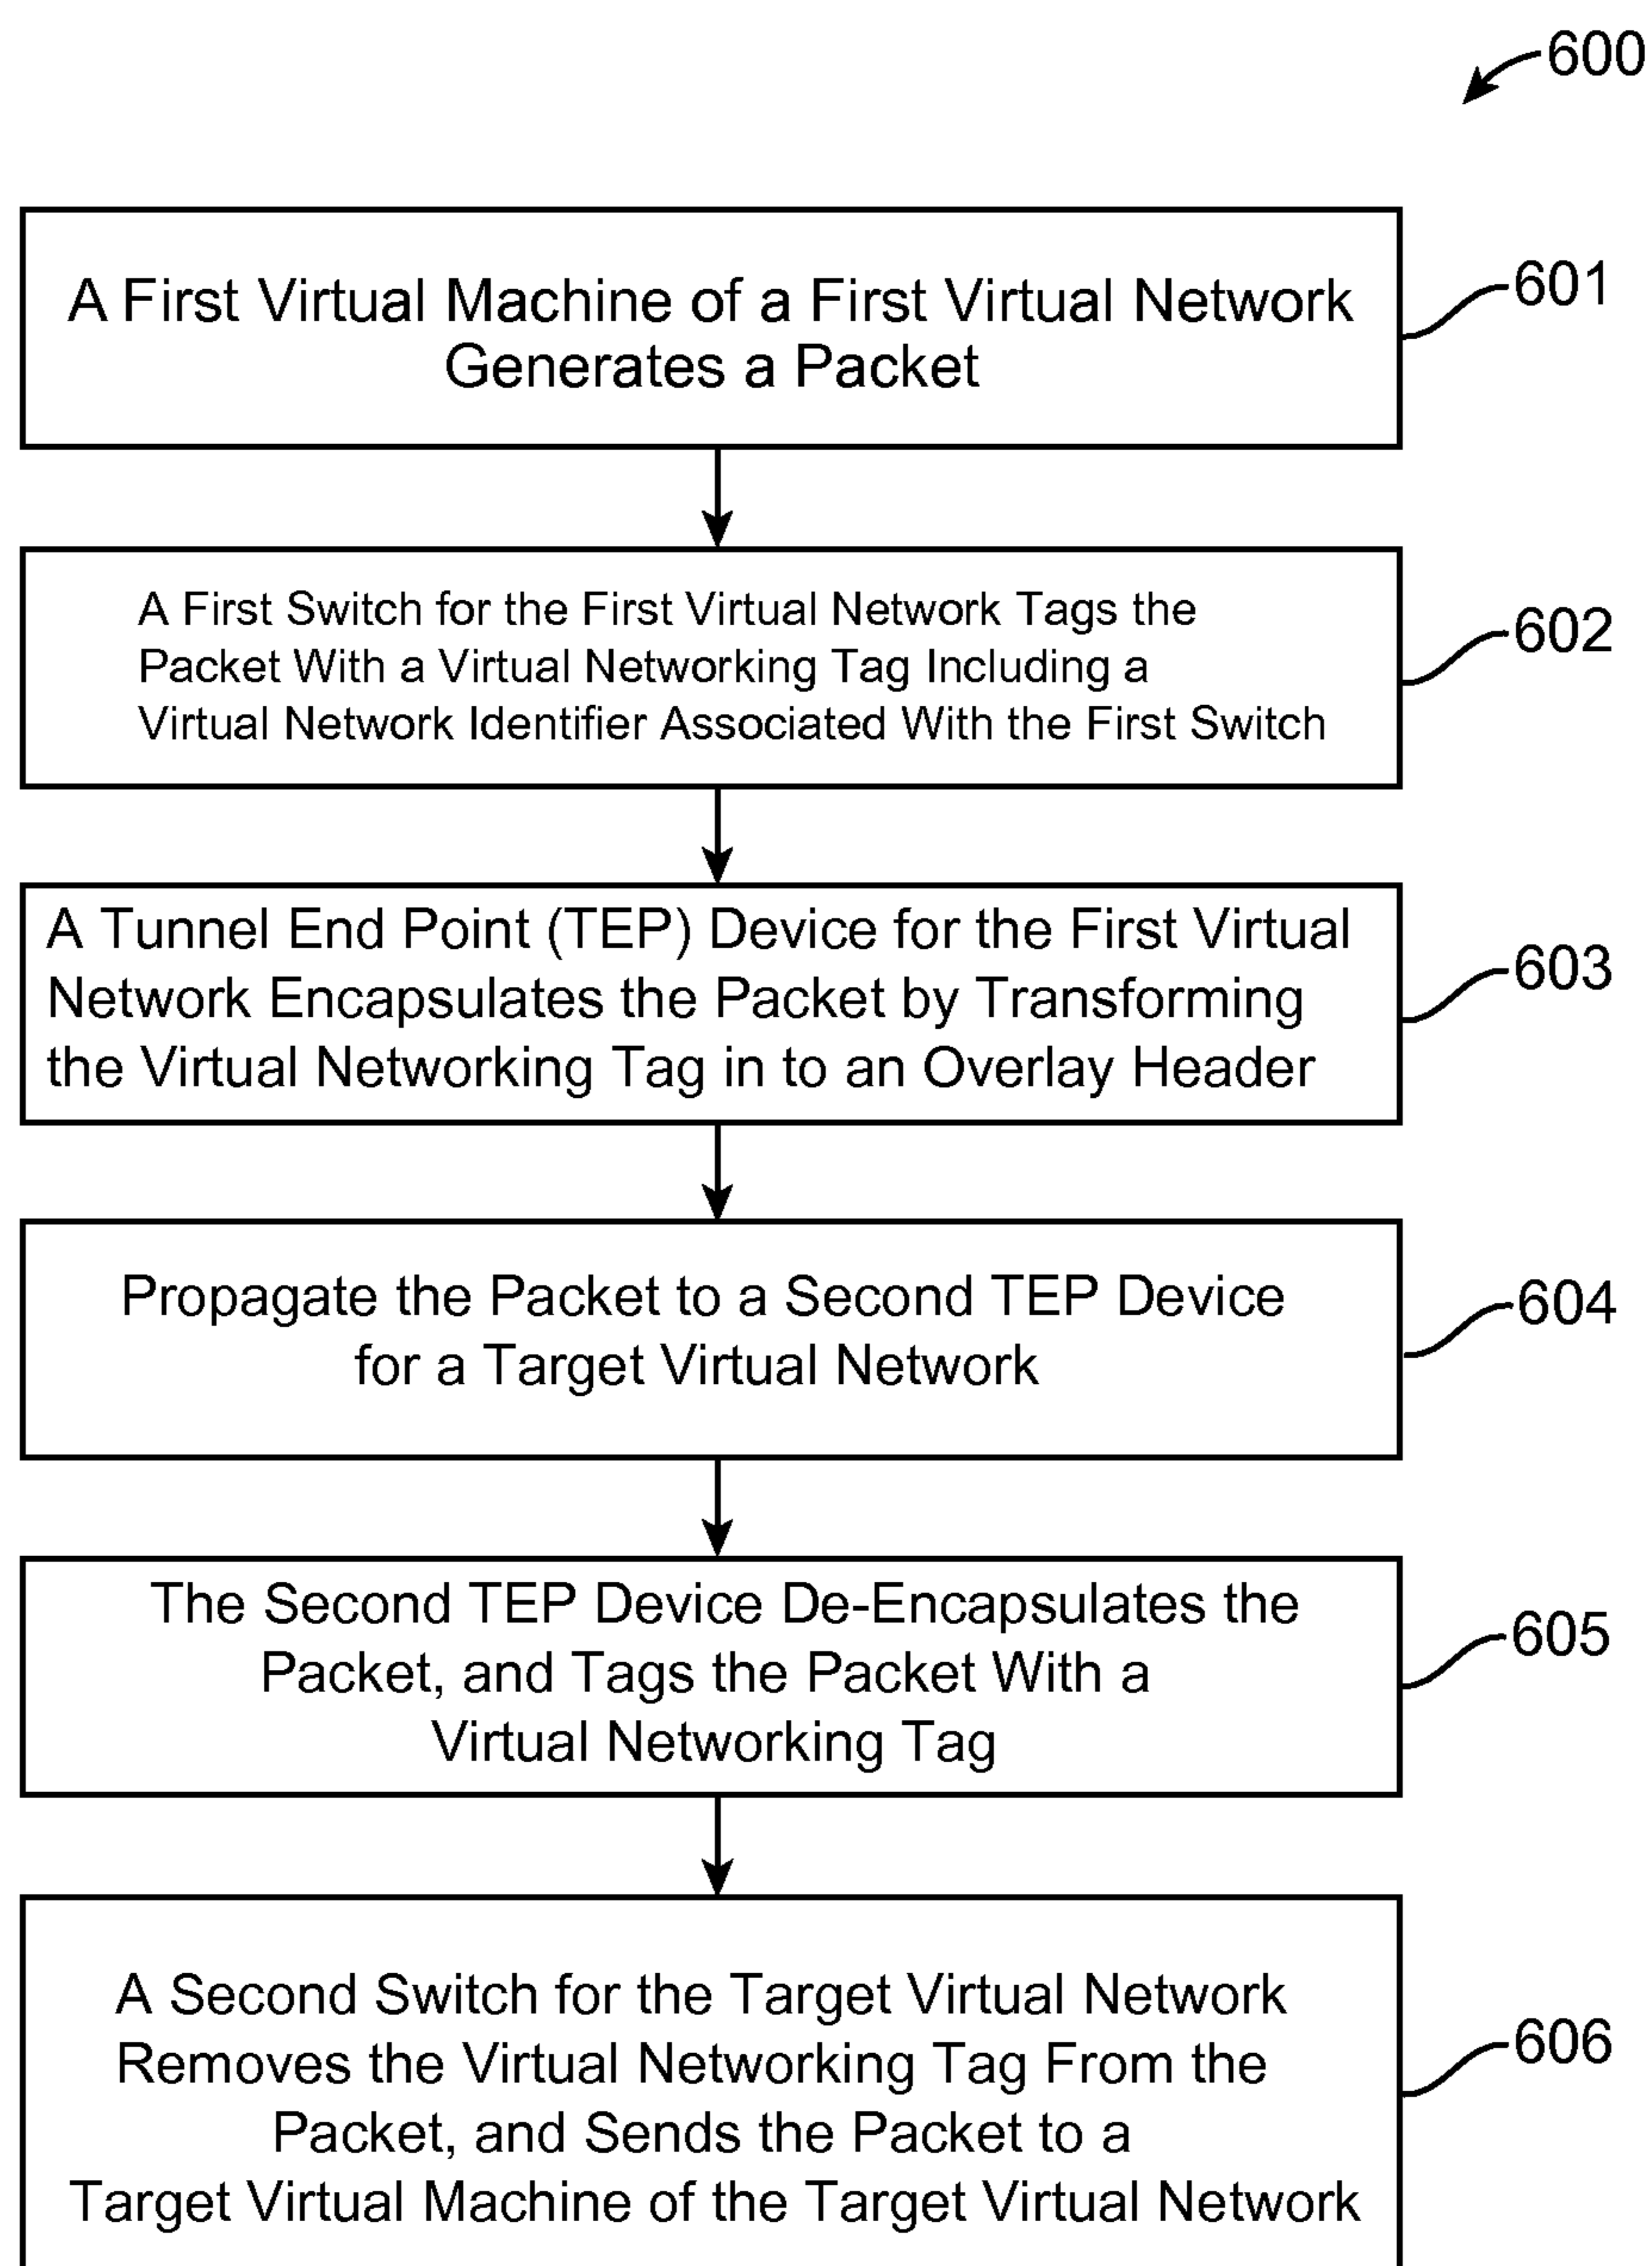 600
A First Virtual Machine of a First Virtual Network
Generates a Packet
601
A First Switch for the First Virtual Network Tags the
Packet With a Virtual Networking Tag Including a
Virtual Network Identifier Associated With the First Switch
602
A Tunnel End Point (TEP) Device for the First Virtual
Network Encapsulates the Packet by Transforming
the Virtual Networking Tag in to an Overlay Header
603
Propagate the Packet to a Second TEP Device
for a Target Virtual Network
604
The Second TEP Device De-Encapsulates the
Packet, and Tags the Packet With a
Virtual Networking Tag
605
A Second Switch for the Target Virtual Network
Removes the Virtual Networking Tag From the
Packet, and Sends the Packet to a
Target Virtual Machine of the Target Virtual Network
606